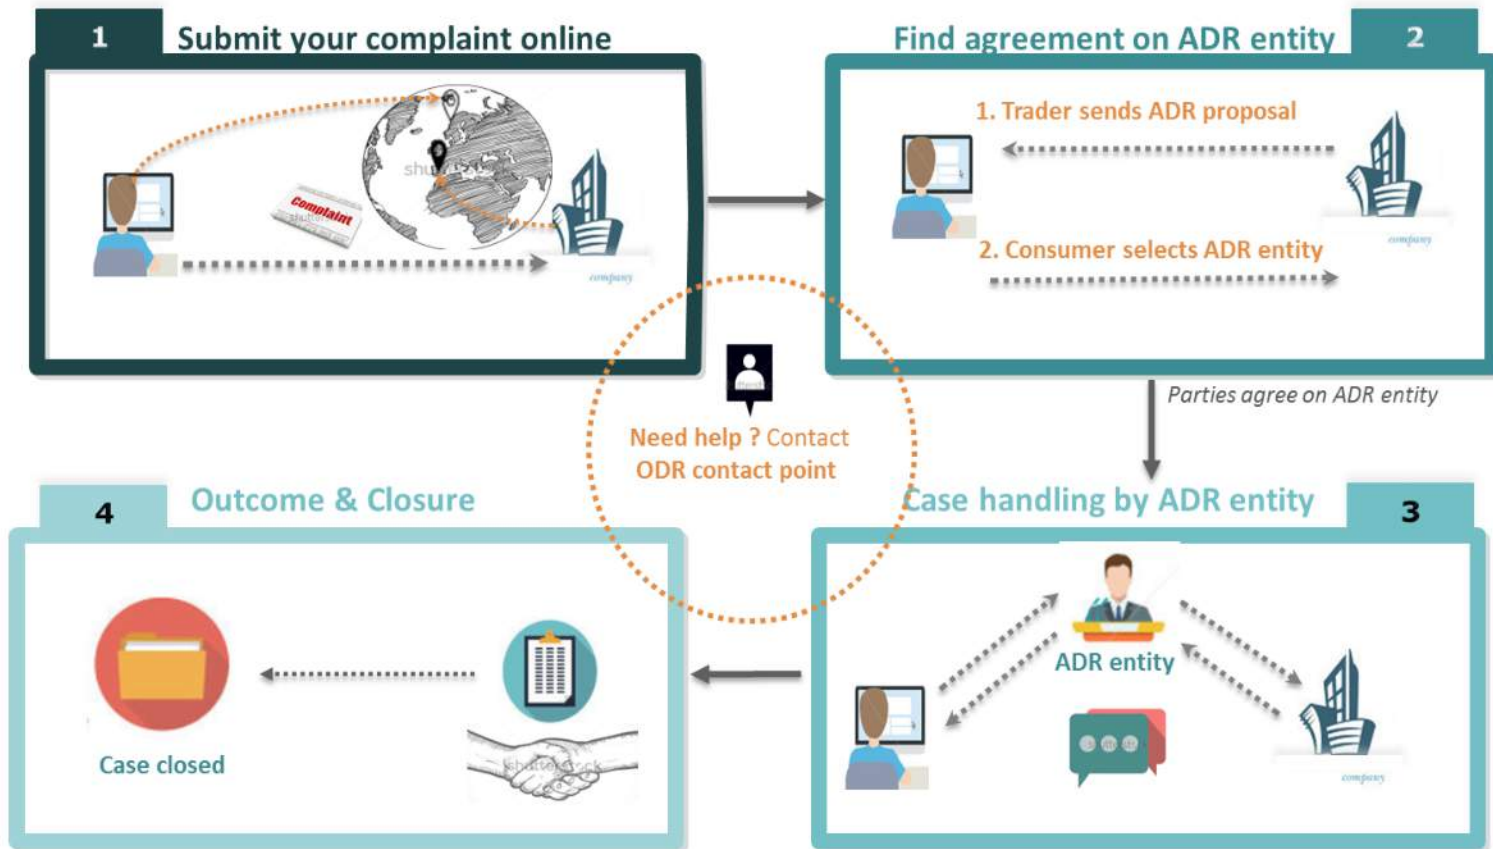 1
Submit your complaint online
Complaint
company
Find agreement on ADR entity
2
1. Trader sends ADR proposal
2. Consumer selects ADR entity
company
Parties agree on ADR entity
Need help ? Contact
ODR contact point
Case handling by ADR entity
3
ADR entity
company
4
Outcome & Closure
shutterstock
Case closed